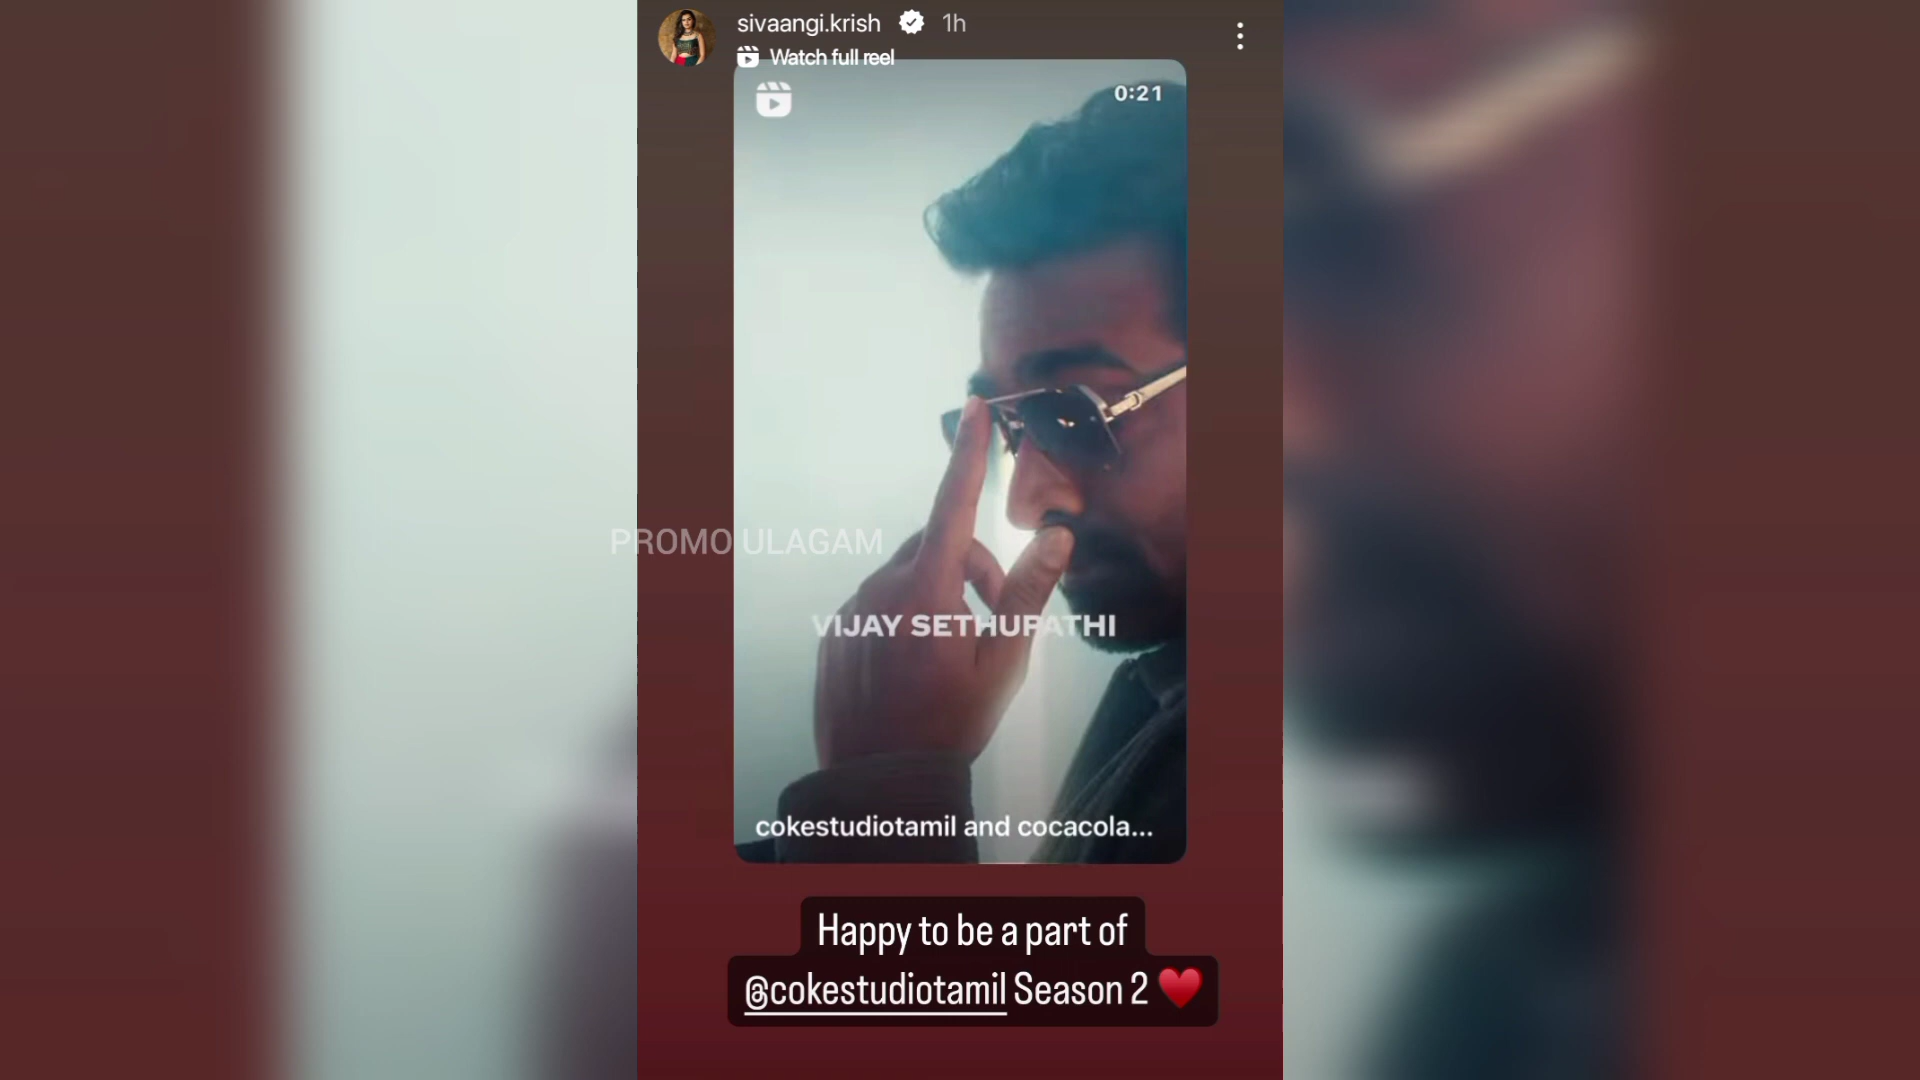 sivaangi.krish 1h
Watch full reel
0:21
PROMO ULAGAM
VIJAY SETHUPATHI
cokestudiotamil and cocacola...
Happy to be a part of
@cokestudiotamil Season 2 ♥️